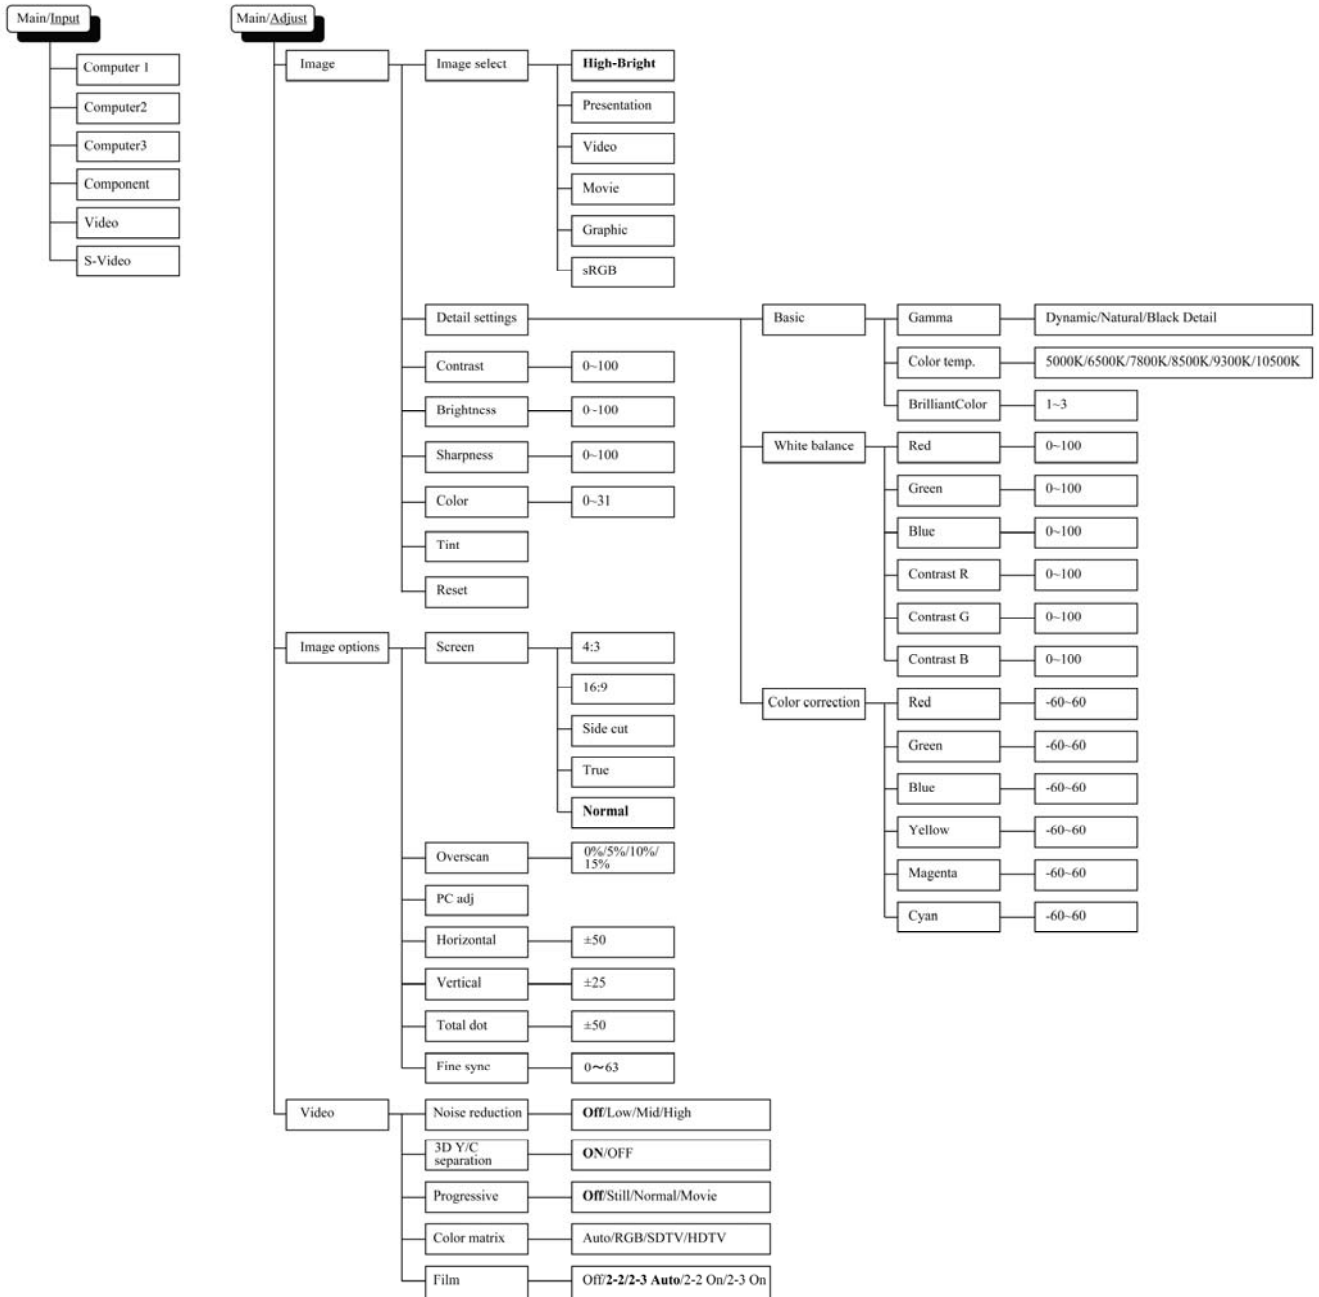 Main/Input
Computer 1
Computer2
Computer3
Component
Video
S-Video
Main/Adjust
Image
Image select
High-Bright
Presentation
Video
Movie
Graphic
sRGB
Detail settings
Basic
Gamma
Dynamic/Natural/Black Detail
Color temp.
5000K/6500K/7800K/8500K/9300K/10500K
BrilliantColor
1~3
White balance
Red
0~100
Green
0~100
Blue
0~100
Contrast R
0~100
Contrast G
0~100
Contrast B
0~100
Color correction
Red
-60~60
Green
-60~60
Blue
-60~60
Yellow
-60~60
Magenta
-60~60
Cyan
-60~60
Contrast
0~100
Brightness
0~100
Sharpness
0~100
Color
0~31
Tint
Reset
Image options
Screen
4:3
16:9
Side cut
True
Normal
Overscan
0%/5%/10%/
15%
PC adj
Horizontal
±50
Vertical
±25
Total dot
±50
Fine sync
0～63
Video
Noise reduction
Off/Low/Mid/High
3D Y/C
separation
ON/OFF
Progressive
Off/Still/Normal/Movie
Color matrix
Auto/RGB/SDTV/HDTV
Film
Off/2-2/2-3 Auto/2-2 On/2-3 On